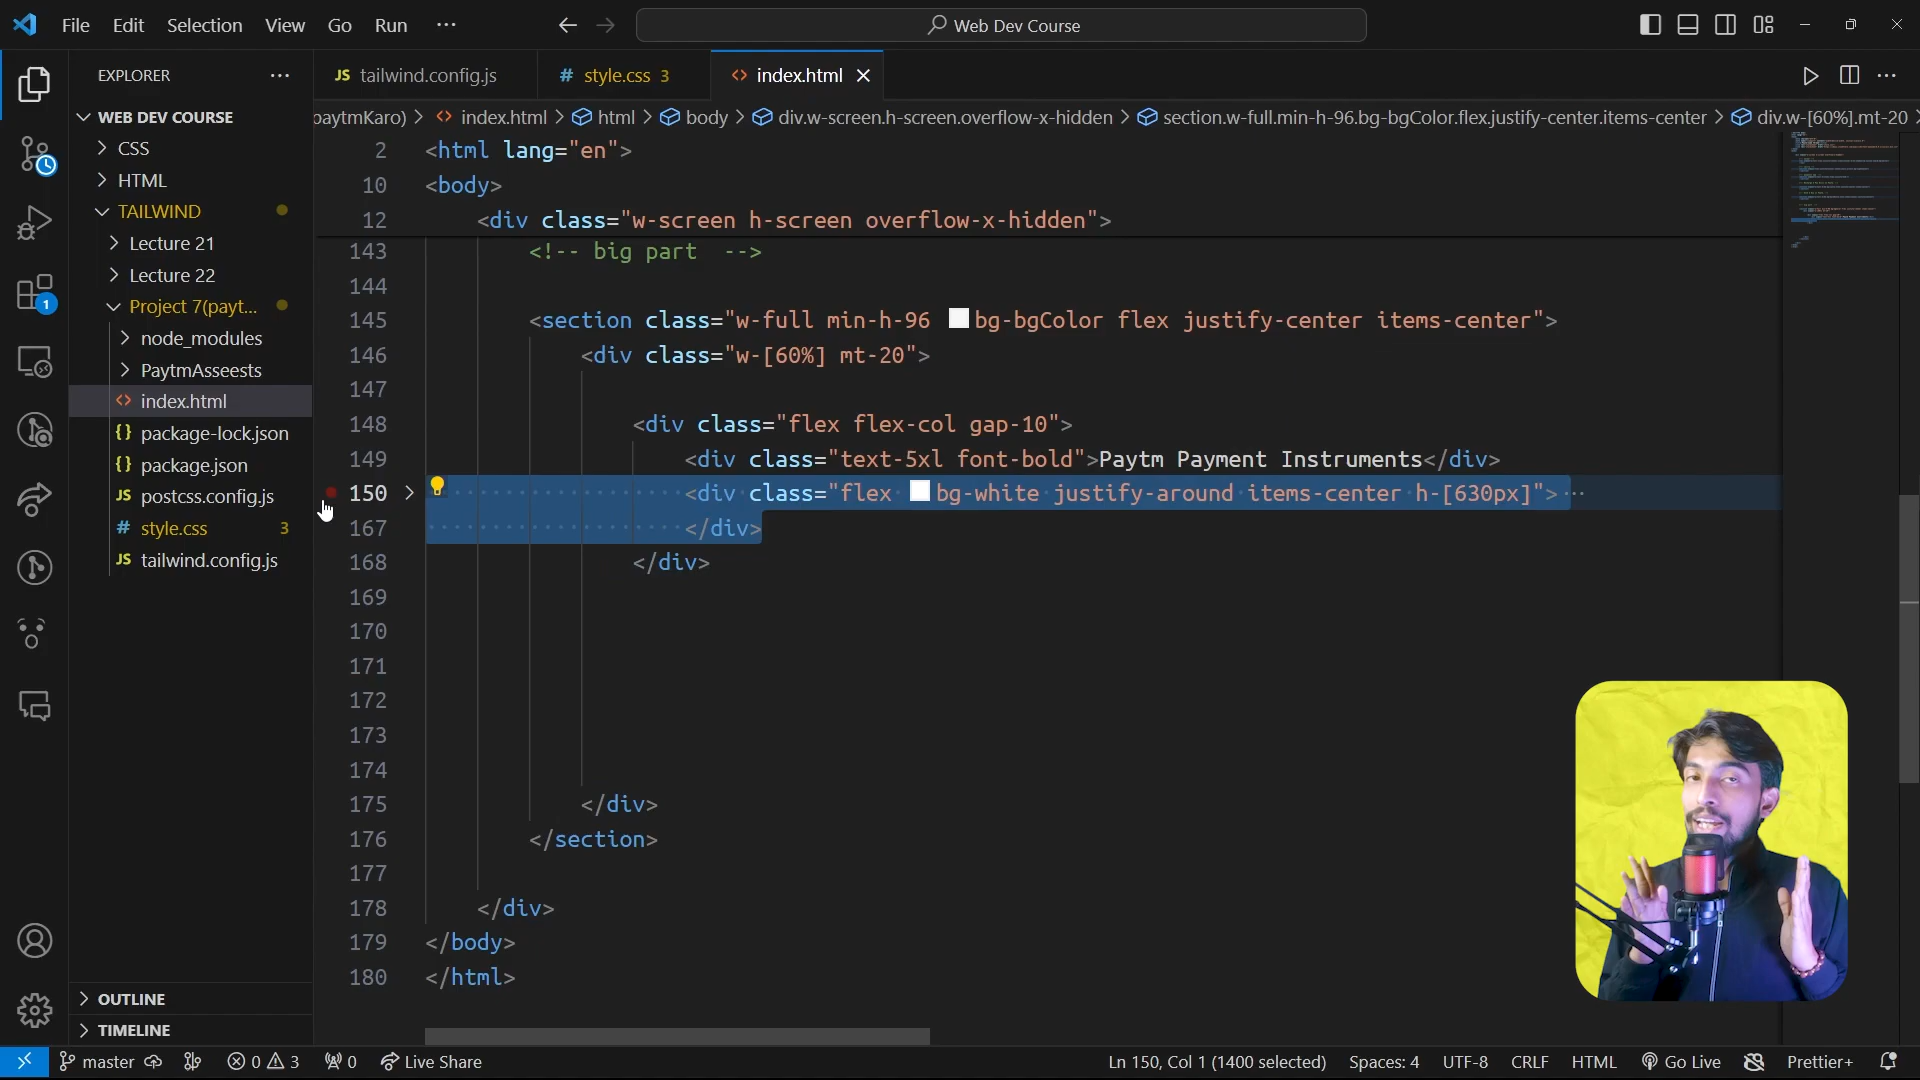 File Edit Selection View Go Run ··· Web Dev Course
EXPLORER ···
tailwind.config.js
style.css 3
index.html
WEB DEV COURSE
CSS
HTML
TAILWIND
Lecture 21
Lecture 22
Project 7(payt...
node_modules
PaytmAsseests
index.html
package-lock.json
package.json
postcss.config.js
style.css 3
tailwind.config.js
OUTLINE
TIMELINE
paytmKaro) > index.html > html > body > div.w-screen.h-screen.overflow-x-hidden > section.w-full.min-h-96.bg-bgColor.flex.justify-center.items-center > div.w-[60%].mt-20 >
2 <html lang="en">
10 <body>
12 <div class="w-screen h-screen overflow-x-hidden">
143 <!-- big part -->
144
145 <section class="w-full min-h-96 bg-bgColor flex justify-center items-center">
146 <div class="w-[60%] mt-20">
147
148 <div class="flex flex-col gap-10">
149 <div class="text-5xl font-bold">Paytm Payment Instruments</div>
150 <div class="flex bg-white justify-around items-center h-[630px]"> ···
167 </div>
168 </div>
169
170
171
172
173
174
175 </div>
176 </section>
177
178 </div>
179 </body>
180 </html>
1
master 0 3 0 Live Share Ln 150, Col 1 (1400 selected) Spaces: 4 UTF-8 CRLF HTML Go Live Prettier+